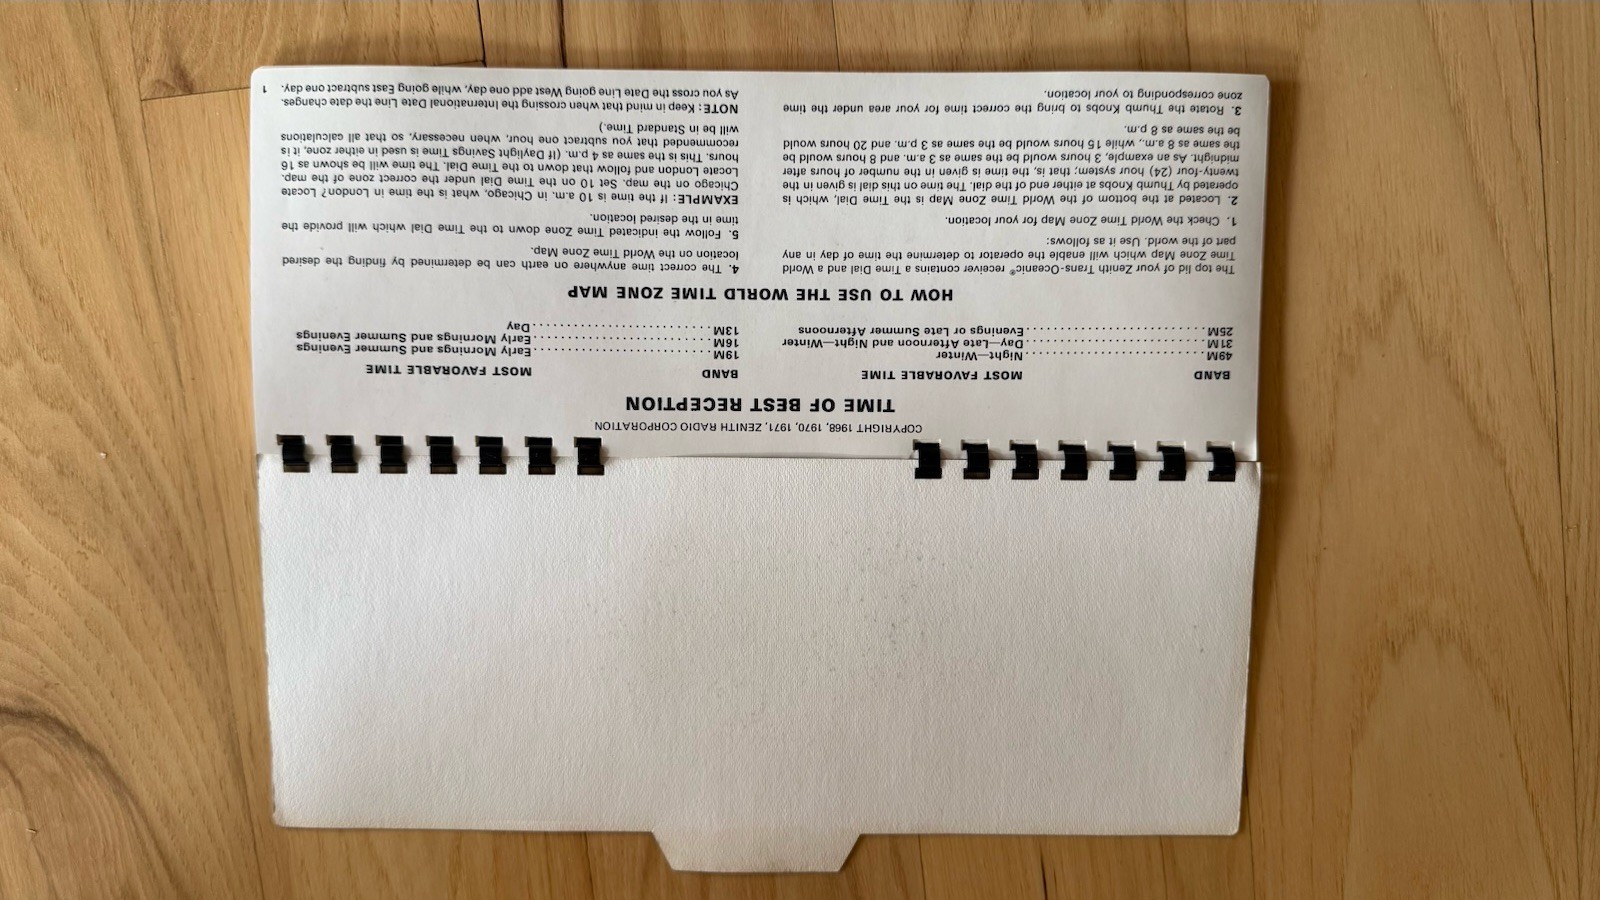 COPYRIGHT 1968, 1970, 1971, ZENITH RADIO CORPORATION
TIME OF BEST RECEPTION
BAND MOST FAVORABLE TIME
49M Night—Winter
31M Day—Late Afternoon and Night—Winter
25M Evenings or Late Summer Afternoons
BAND MOST FAVORABLE TIME
19M Early Mornings and Summer Evenings
16M Early Mornings and Summer Evenings
13M Day
HOW TO USE THE WORLD TIME ZONE MAP
The top lid of your Zenith Trans-Oceanic® receiver contains a Time Dial and a World
Time Zone Map which will enable the operator to determine the time of day in any
part of the world. Use it as follows:
1. Check the World Time Zone Map for your location.
2. Located at the bottom of the World Time Zone Map is the Time Dial, which is
operated by Thumb Knobs at either end of the dial. The time on this dial is given in the
twenty-four (24) hour system; that is, the time is given in the number of hours after
midnight. As an example, 3 hours would be the same as 3 a.m. and 8 hours would be
the same as 8 a.m., while 15 hours would be the same as 3 p.m. and 20 hours would
be the same as 8 p.m.
3. Rotate the Thumb Knobs to bring the correct time for your area under the time
zone corresponding to your location.
4. The correct time anywhere on earth can be determined by finding the desired
location on the World Time Zone Map.
5. Follow the indicated Time Zone down to the Time Dial which will provide the
time in the desired location.
EXAMPLE: If the time is 10 a.m. in Chicago, what is the time in London? Locate
Chicago on the map. Set 10 on the Time Dial under the correct zone of the map.
Locate London and follow that down to the Time Dial. The time will be shown as 16
hours. This is the same as 4 p.m. (If Daylight Savings Time is used in either zone, it is
recommended that you subtract one hour, when necessary, so that all calculations
will be in Standard Time.)
NOTE: Keep in mind that when crossing the International Date Line the date changes.
As you cross the Date Line going West add one day, while going East subtract one day.
1